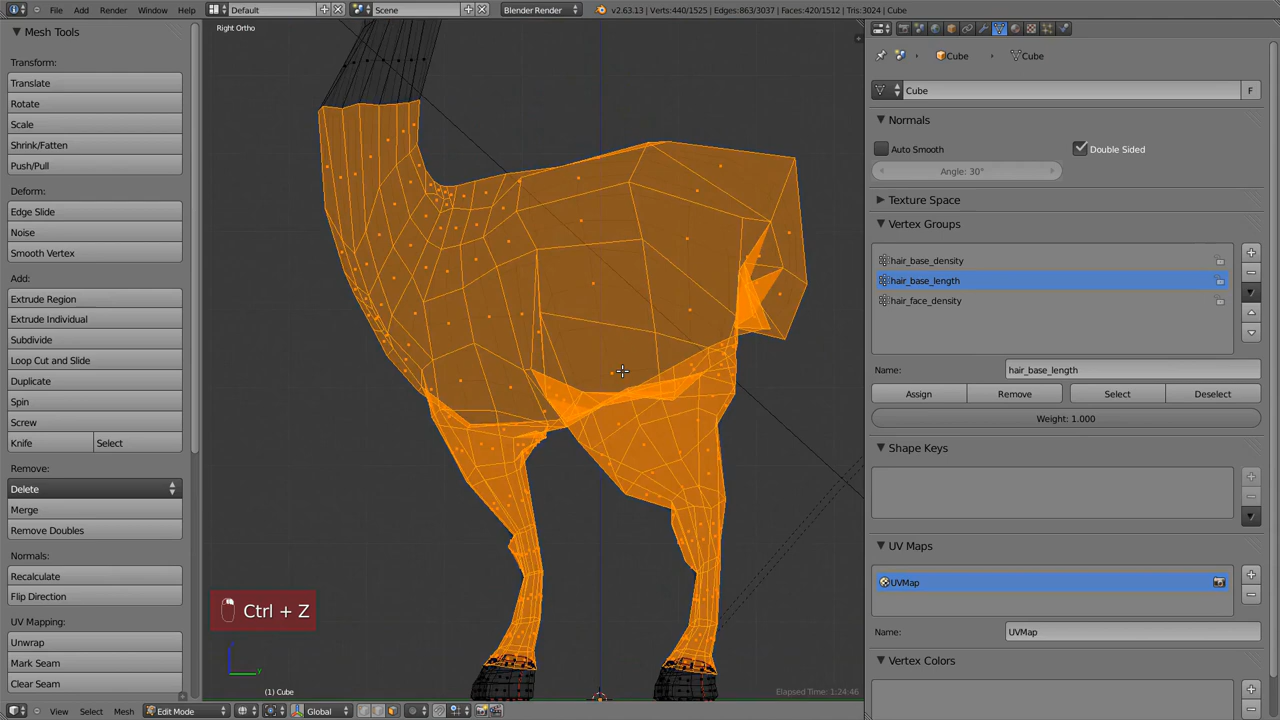 File Add Render Window Help Default Scene Blender Render v2.63.13 | Verts:440/1525 | Edges:863/3037 | Faces:420/1512 | Tris:3024 | Cube
Mesh Tools
Transform:
Translate
Rotate
Scale
Shrink/Fatten
Push/Pull
Deform:
Edge Slide
Noise
Smooth Vertex
Add:
Extrude Region
Extrude Individual
Subdivide
Loop Cut and Slide
Duplicate
Spin
Screw
Knife Select
Remove:
Delete
Merge
Remove Doubles
Normals:
Recalculate
Flip Direction
UV Mapping:
Unwrap
Mark Seam
Clear Seam
Right Ortho
Ctrl + Z
(1) Cube
Elapsed Time: 1:24:46
View Select Mesh Edit Mode Global
Cube Cube
Cube F
Normals
Auto Smooth Double Sided
Angle: 30°
Texture Space
Vertex Groups
hair_base_density
hair_base_length
hair_face_density
Name: hair_base_length
Assign Remove Select Deselect
Weight: 1.000
Shape Keys
UV Maps
UVMap
Name: UVMap
Vertex Colors